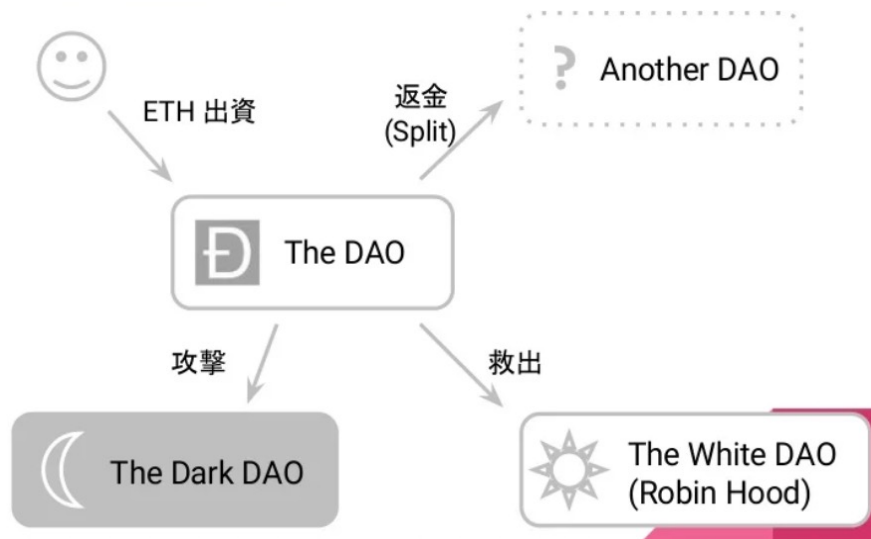 ETH 出資
返金
(Split)
? Another DAO
Đ The DAO
攻撃
救出
The Dark DAO
The White DAO
(Robin Hood)